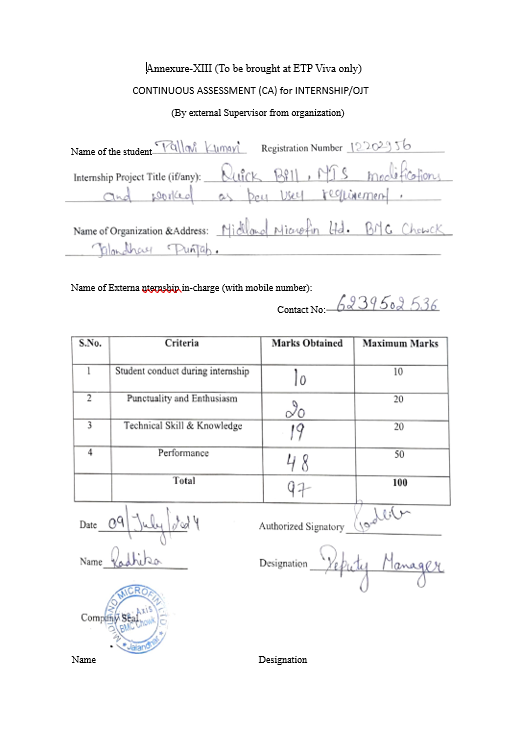 Annexure-XIII (To be brought at ETP Viva only)
CONTINUOUS ASSESSMENT (CA) for INTERNSHIP/OJT
(By external Supervisor from organization)
Name of the student Pallavi Kumari Registration Number 12202956
Internship Project Title (if/any): Quick Bill, MIS modifications
and worked as per user requirement.
Name of Organization &Address: Midland Microfin Ltd. BMC Chowck
Jalandhar Punjab.
Name of Externa nternship in-charge (with mobile number):
Contact No: 6239502536
S.No. Criteria Marks Obtained Maximum Marks
1 Student conduct during internship 10 10
2 Punctuality and Enthusiasm 20 20
3 Technical Skill & Knowledge 19 20
4 Performance 48 50
Total 97 100
Date 09/July/2024 Authorized Signatory
Name Radhika Designation Deputy Manager
Company Seal
MIDLAND MICROFIN LTD.
Axis
BMC Chowk
Jalandhar
Name Designation